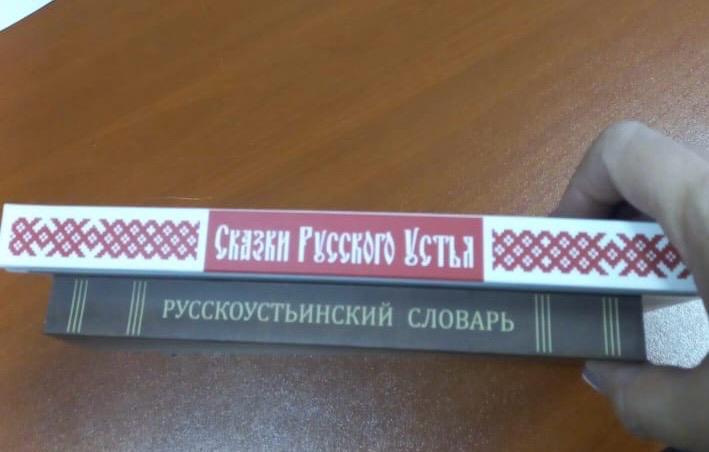 Сказки Русского Устья
РУССКОУСТЬИНСКИЙ СЛОВАРЬ